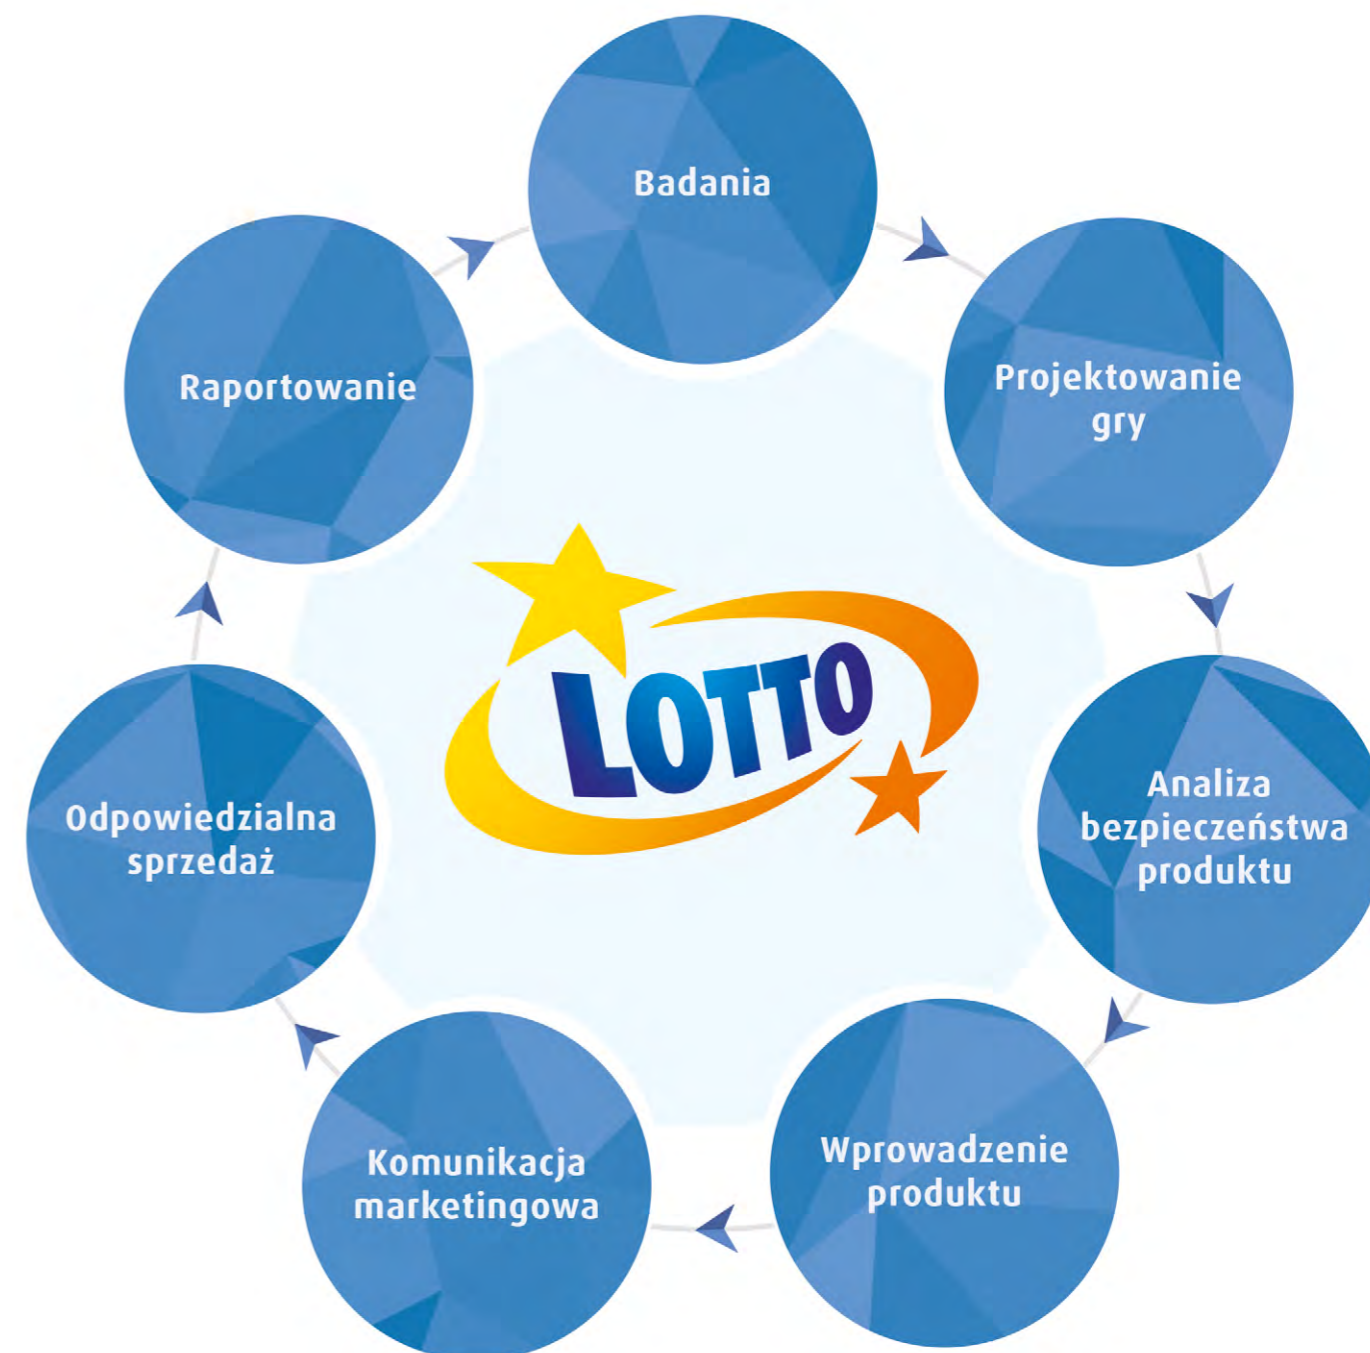 Badania
Projektowanie
gry
Analiza
bezpieczeństwa
produktu
Wprowadzenie
produktu
Komunikacja
marketingowa
Odpowiedzialna
sprzedaż
Raportowanie
LOTTO